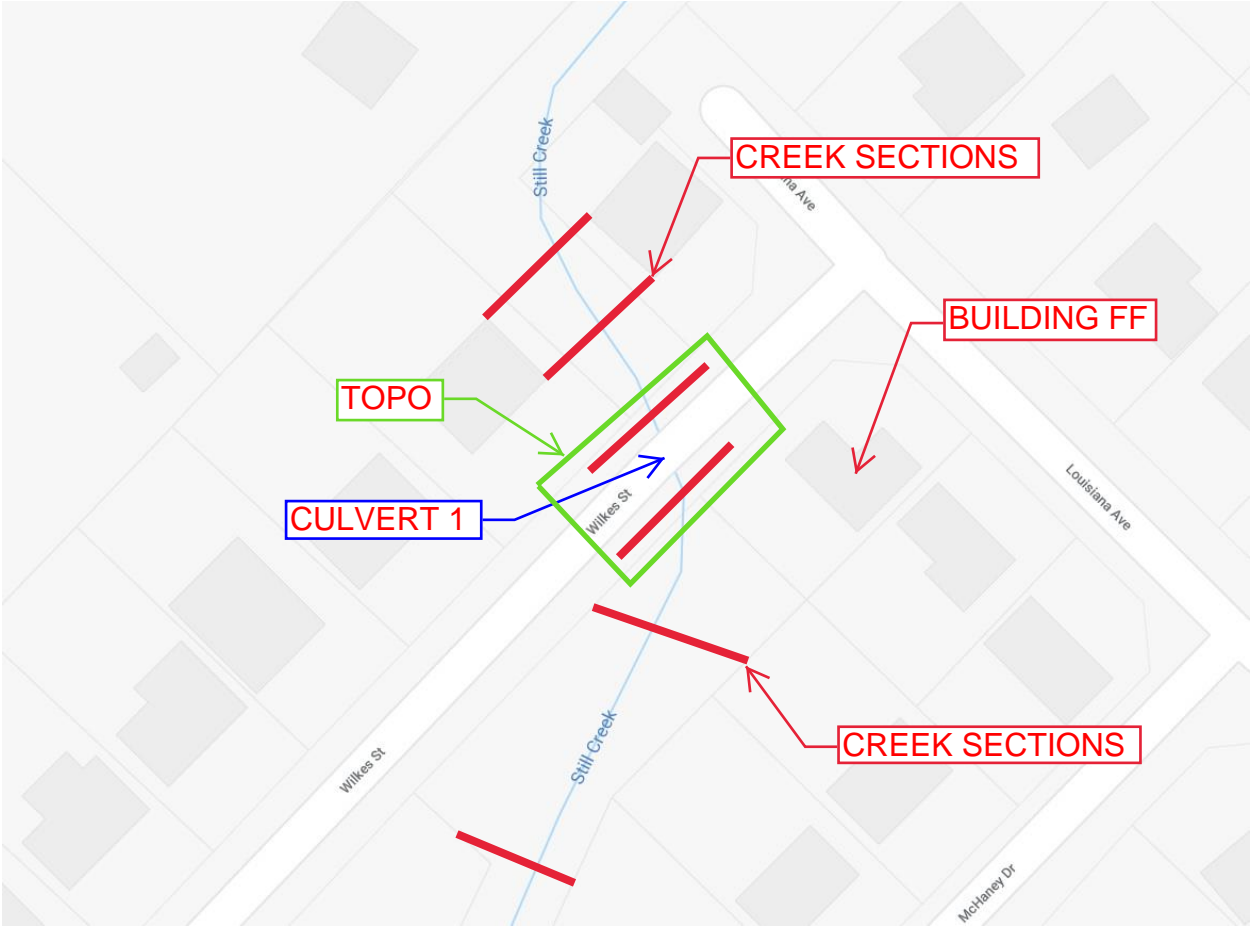 Still Creek
CREEK SECTIONS
na Ave
BUILDING FF
TOPO
Louisiana Ave
CULVERT 1
Wilkes St
Still Creek
CREEK SECTIONS
Wilkes St
McHaney Dr